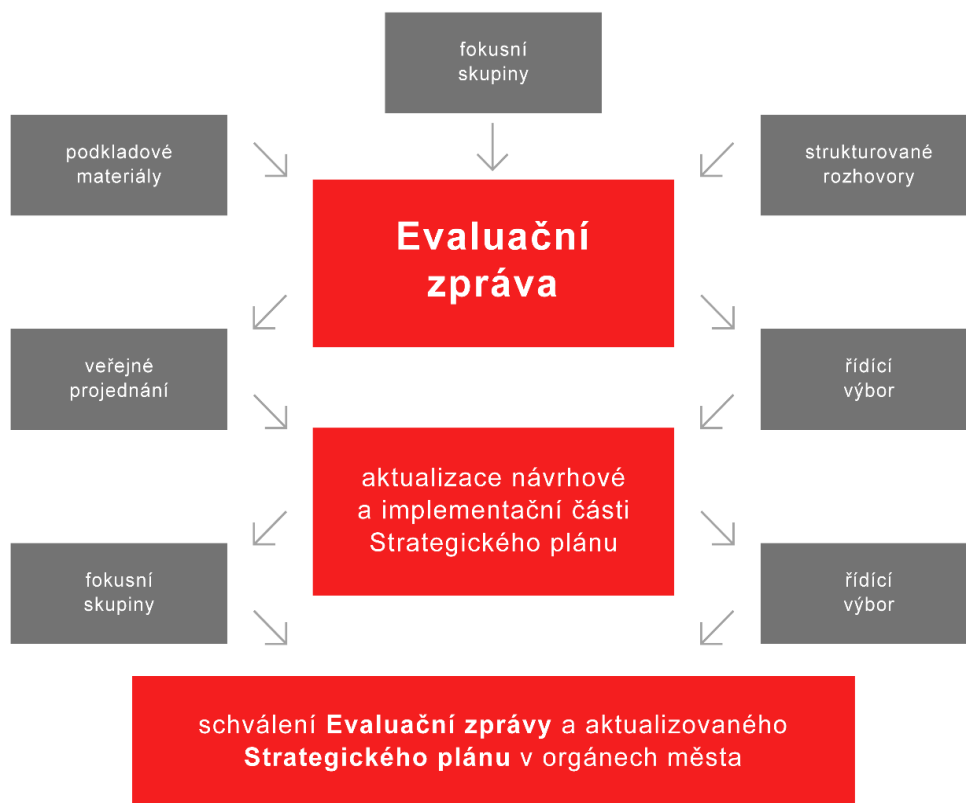 fokusní
skupiny
podkladové
materiály
strukturované
rozhovory
Evaluační
zpráva
veřejné
projednání
řídící
výbor
aktualizace návrhové
a implementační části
Strategického plánu
fokusní
skupiny
řídící
výbor
schválení Evaluační zprávy a aktualizovaného
Strategického plánu v orgánech města